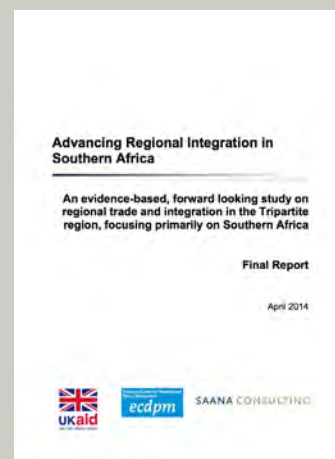 Advancing Regional Integration in
Southern Africa
An evidence-based, forward looking study on
regional trade and integration in the Tripartite
region, focusing primarily on Southern Africa
Final Report
April 2014
UKaid
ecdpm
SAANA CONSULTING